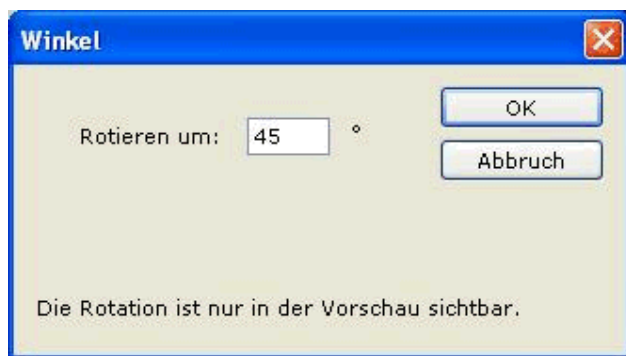 Winkel
OK
Rotieren um: 45 °
Abbruch
Die Rotation ist nur in der Vorschau sichtbar.